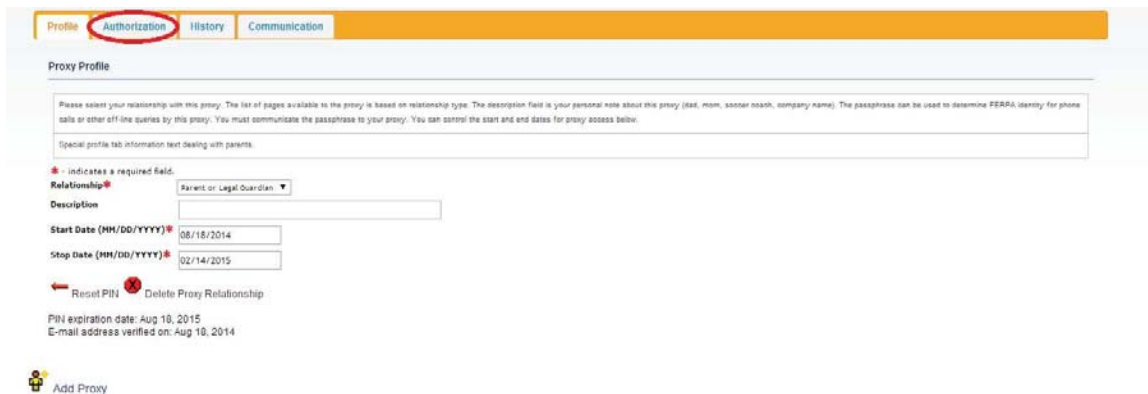 Profile Authorization History Communication
Proxy Profile
Please select your relationship with this proxy. The list of pages available to the proxy is based on relationship type. The description field is your personal note about this proxy (dad, mom, soccer coach, company name). The passphrase can be used to determine FERPA identity for phone
calls or other off-line queries by this proxy. You must communicate the passphrase to your proxy. You can control the start and end dates for proxy access below.
Special profile tab information text dealing with parents.
* - indicates a required field.
Relationship* Parent or Legal Guardian ▼
Description
Start Date (MM/DD/YYYY)* 08/18/2014
Stop Date (MM/DD/YYYY)* 02/14/2015
Reset PIN X Delete Proxy Relationship
PIN expiration date: Aug 18, 2015
E-mail address verified on: Aug 18, 2014
Add Proxy